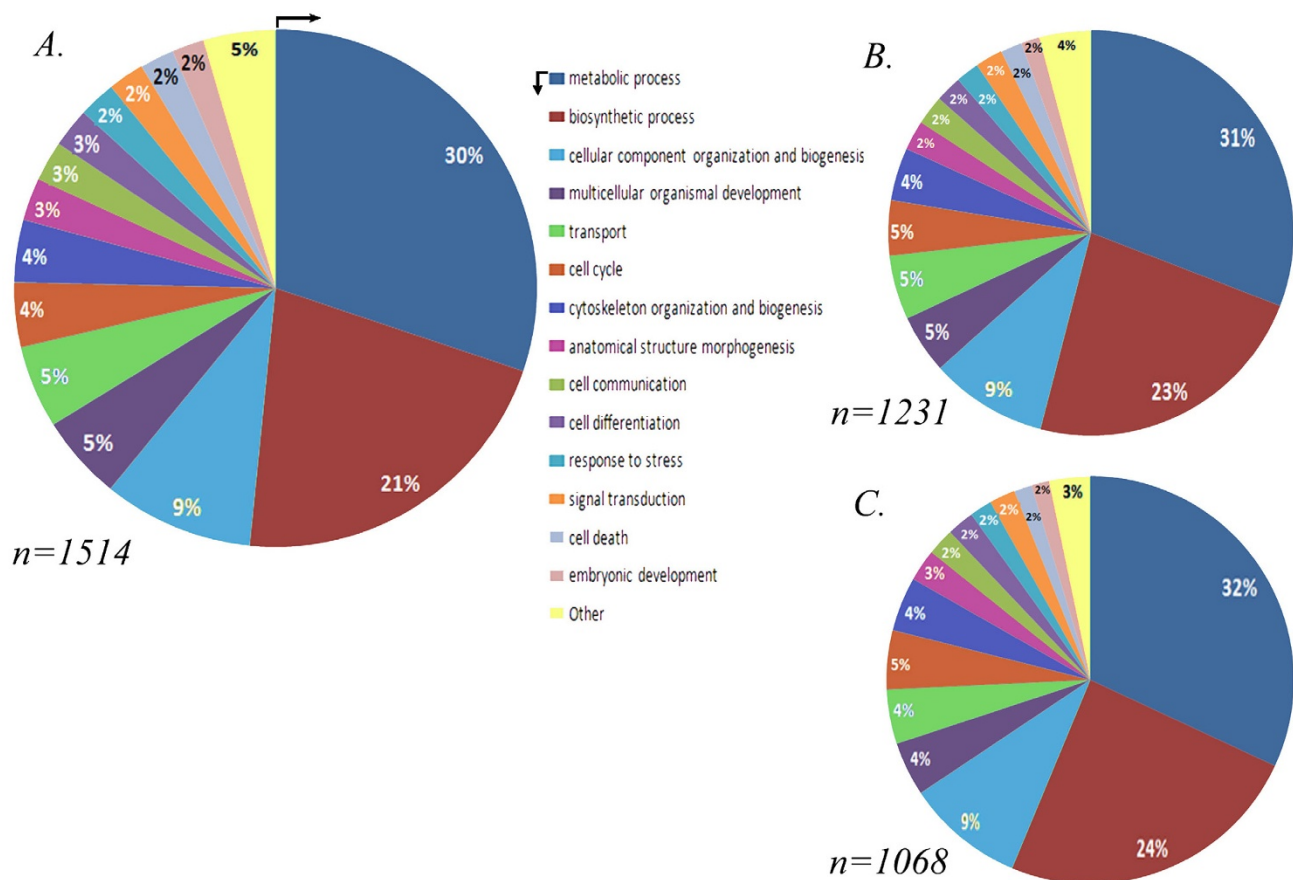 A.
30%
21%
9%
5%
5%
4%
4%
3%
3%
3%
2%
2%
2%
2%
5%
n=1514
metabolic process
biosynthetic process
cellular component organization and biogenesis
multicellular organismal development
transport
cell cycle
cytoskeleton organization and biogenesis
anatomical structure morphogenesis
cell communication
cell differentiation
response to stress
signal transduction
cell death
embryonic development
Other
B.
31%
23%
9%
5%
5%
5%
4%
2%
2%
2%
2%
2%
2%
2%
4%
n=1231
C.
32%
24%
9%
4%
4%
5%
4%
3%
2%
2%
2%
2%
2%
2%
3%
n=1068